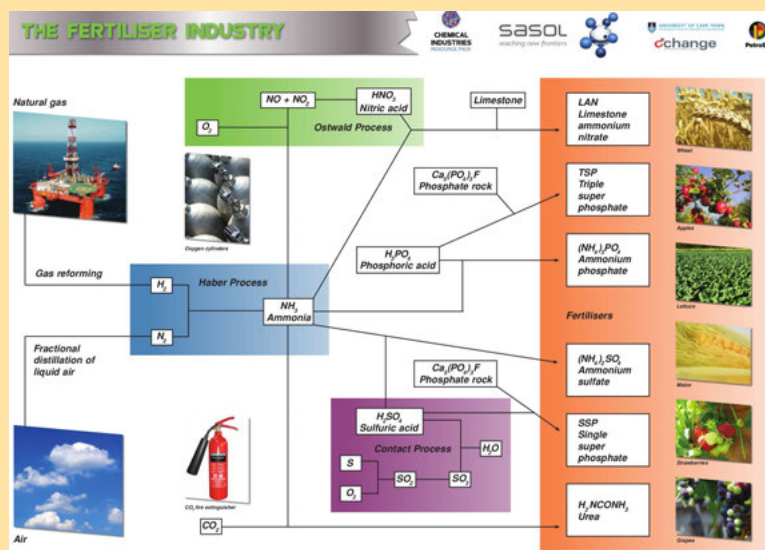 THE FERTILISER INDUSTRY
CHEMICAL
INDUSTRIES
RESOURCE PACK
sasol
reaching new frontiers
UNIVERSITY OF CAPE TOWN
c*change
Natural gas
Gas reforming
Fractional
distillation of
liquid air
Air
NO + NO₂
HNO₃
Nitric acid
O₂
Ostwald Process
Oxygen cylinders
Haber Process
H₂
N₂
NH₃
Ammonia
CO₂ fire extinguisher
CO₂
Limestone
Ca₅(PO₄)₃F
Phosphate rock
H₃PO₄
Phosphoric acid
Ca₅(PO₄)₃F
Phosphate rock
H₂SO₄
Sulfuric acid
Contact Process
H₂O
S
O₂
SO₂
SO₃
Fertilisers
LAN
Limestone
ammonium
nitrate
Wheat
TSP
Triple
super
phosphate
Apples
(NH₄)₃PO₄
Ammonium
phosphate
Lettuce
(NH₄)₂SO₄
Ammonium
sulfate
Maize
SSP
Single
super
phosphate
Strawberries
H₂NCONH₂
Urea
Grapes